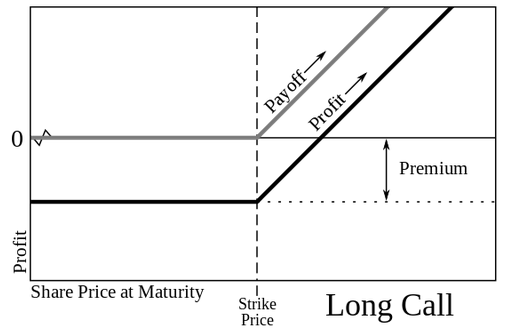 Payoff
Profit
0
Premium
Profit
Share Price at Maturity
Strike
Price
Long Call